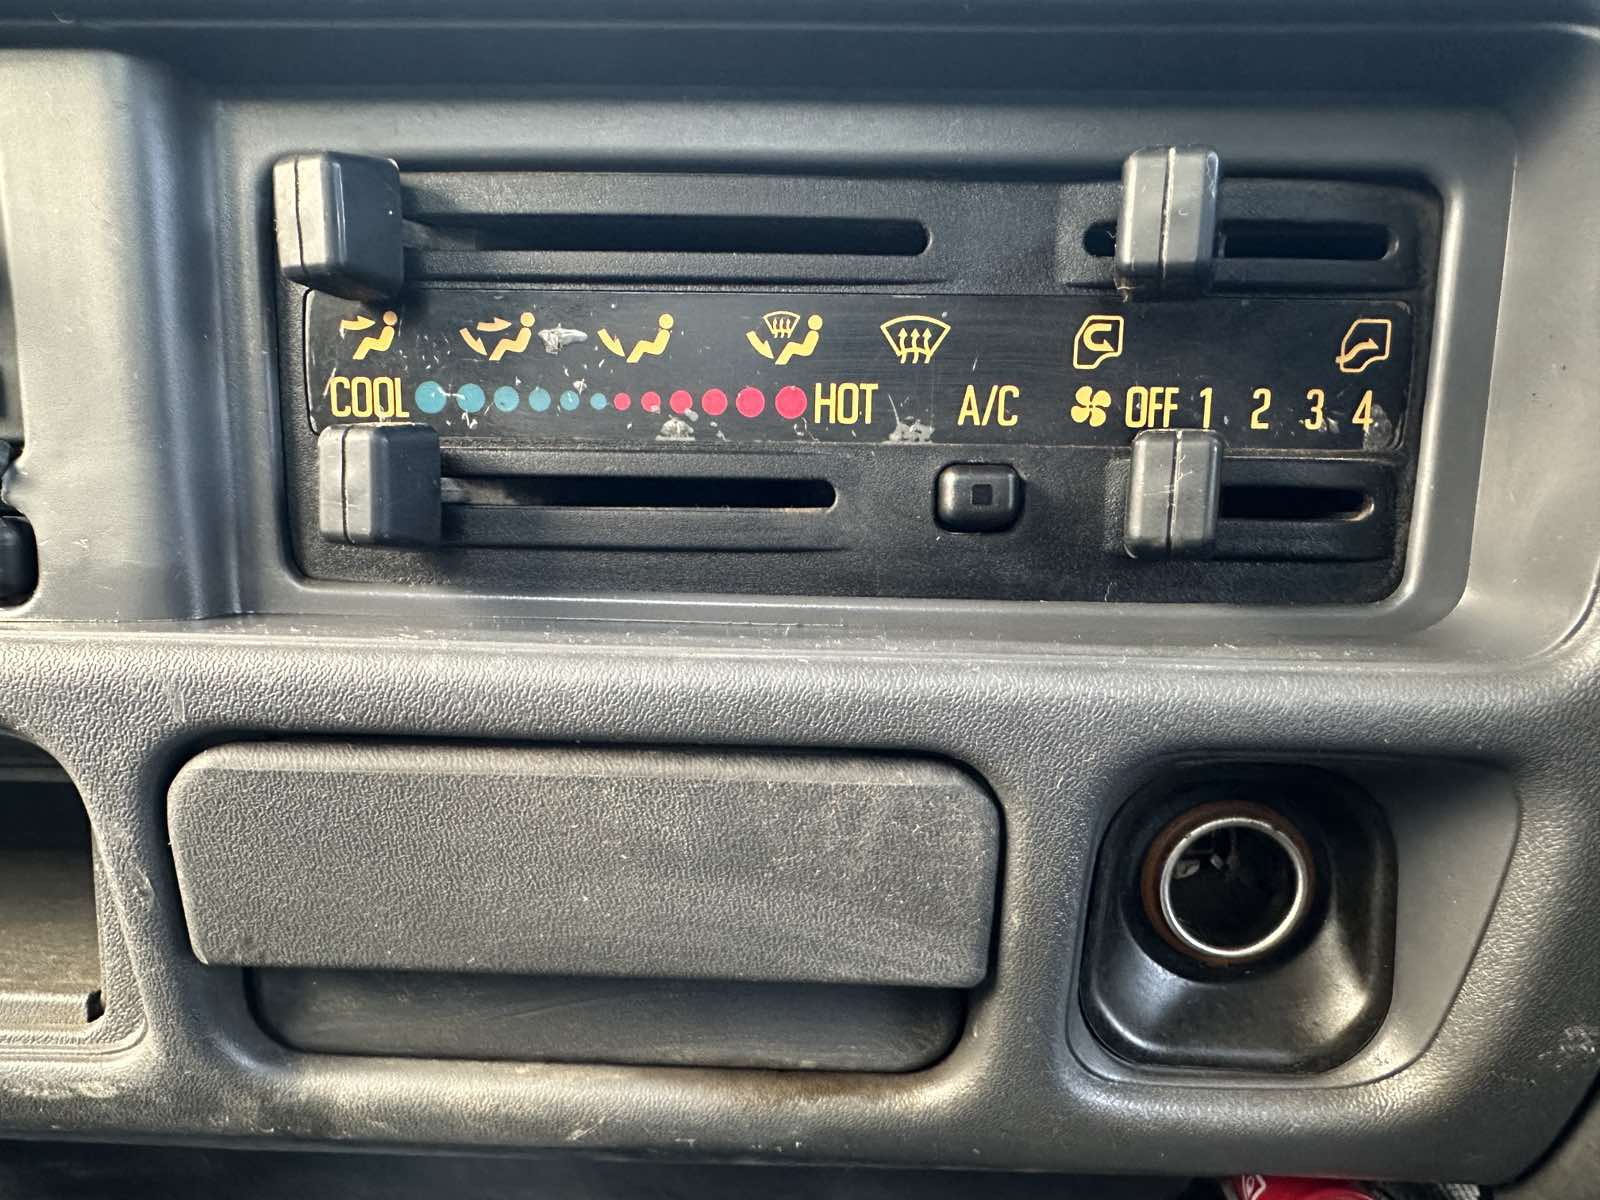 COOL HOT A/C OFF 1 2 3 4